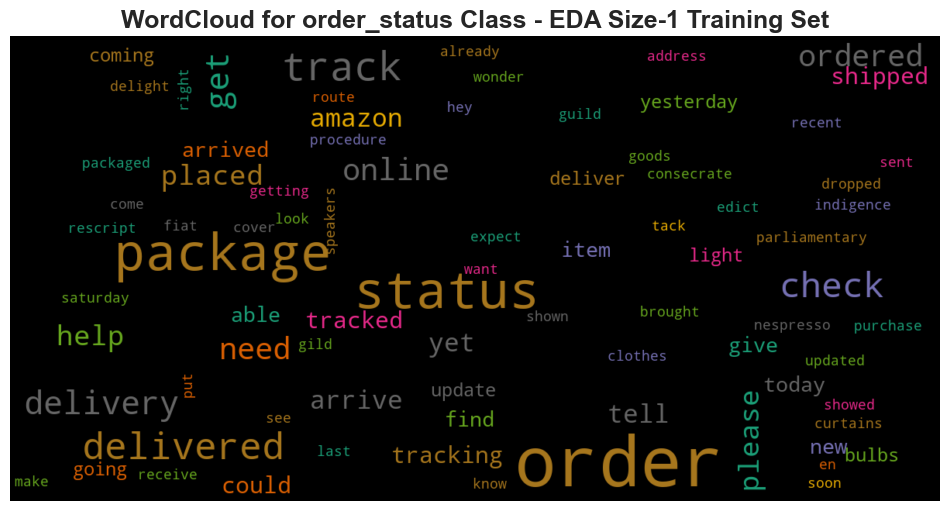 WordCloud for order_status Class - EDA Size-1 Training Set
coming
delight
right
get
track
already
wonder
address
ordered
shipped
route
amazon
hey
guild
yesterday
recent
procedure
packaged
arrived
placed
online
goods
consecrate
sent
deliver
dropped
getting
come
speakers
look
indigence
edict
rescript
fiat
cover
tack
parliamentary
expect
package
item
light
want
status
check
saturday
able
tracked
shown
brought
nespresso
purchase
help
need
gild
yet
clothes
give
updated
put
delivery
arrive
update
today
please
see
find
tell
showed
curtains
delivered
last
tracking
order
new
bulbs
going
receive
en
make
could
know
soon